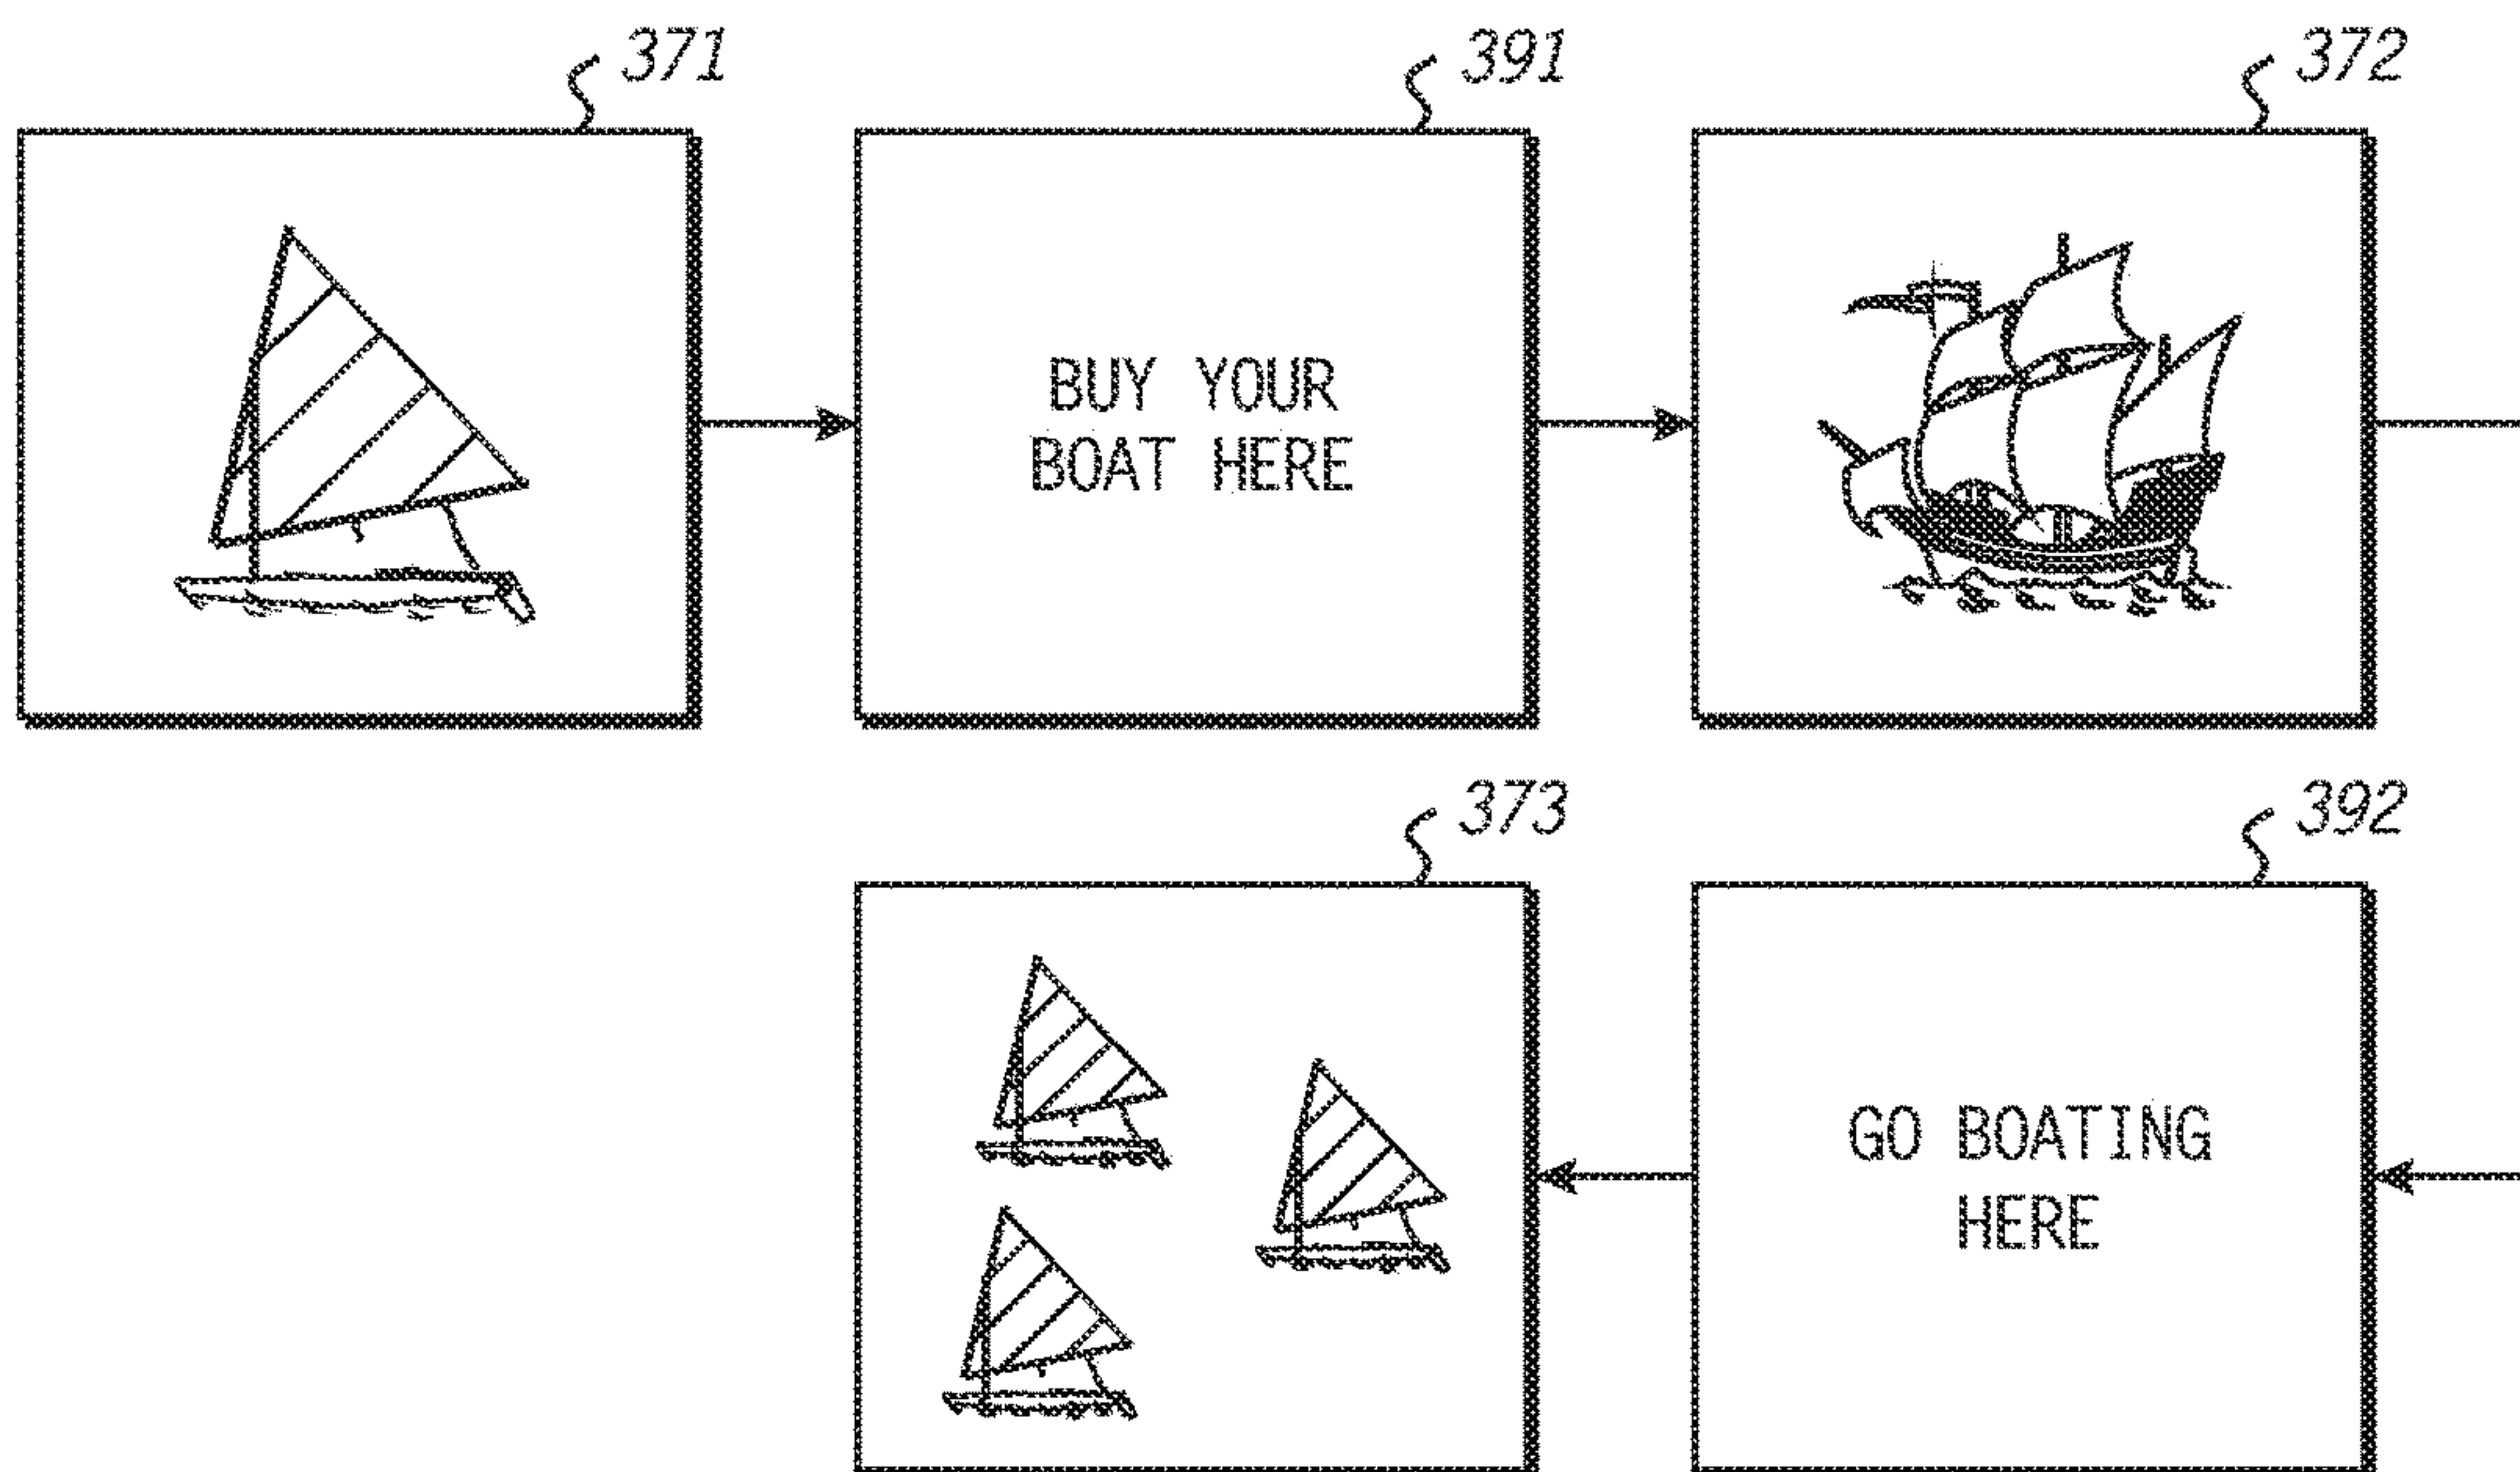 371
391
372
BUY YOUR
BOAT HERE
373
392
GO BOATING
HERE